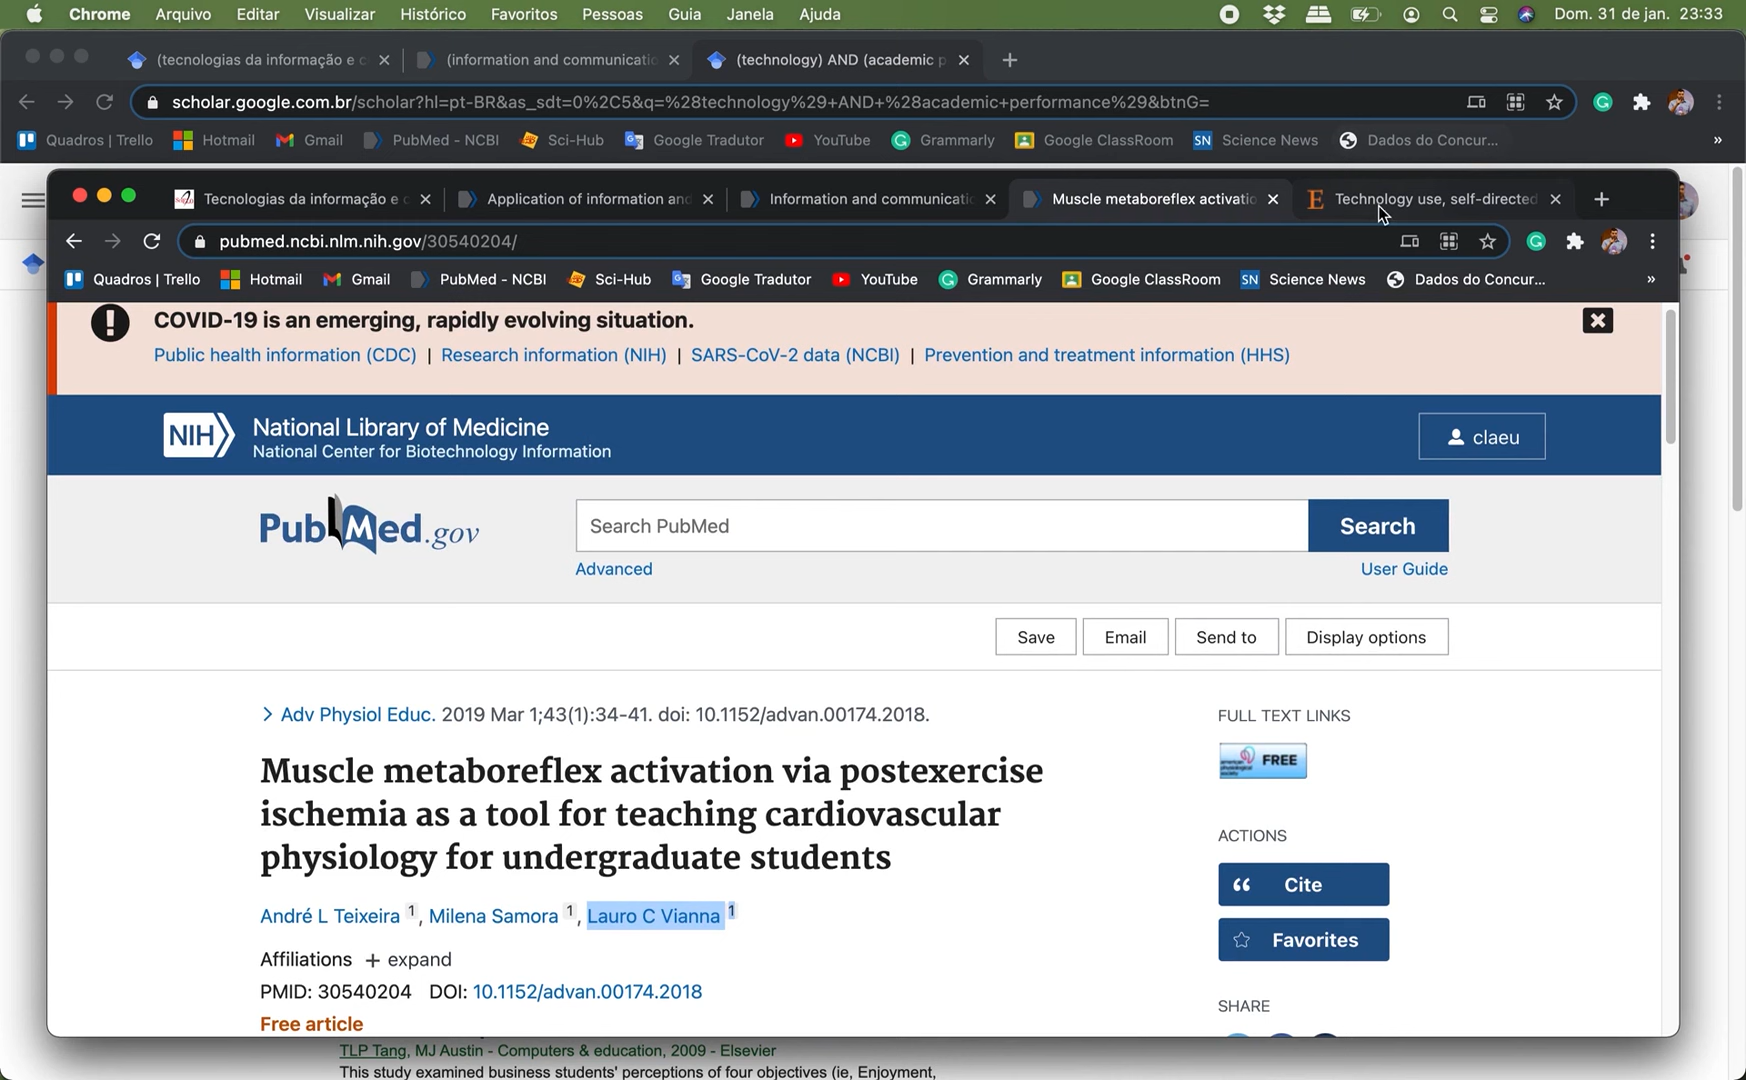 Chrome Arquivo Editar Visualizar Histórico Favoritos Pessoas Guia Janela Ajuda Dom. 31 de jan. 23:33
(tecnologias da informação e c (information and communicatio (technology) AND (academic p
scholar.google.com.br/scholar?hl=pt-BR&as_sdt=0%2C5&q=%28technology%29+AND+%28academic+performance%29&btnG=
Quadros | Trello Hotmail Gmail PubMed - NCBI Sci-Hub Google Tradutor YouTube Grammarly Google ClassRoom SN Science News Dados do Concur... »
Tecnologias da informação e c Application of information and Information and communicatic Muscle metaboreflex activatio E Technology use, self-directed
pubmed.ncbi.nlm.nih.gov/30540204/
Quadros | Trello Hotmail Gmail PubMed - NCBI Sci-Hub Google Tradutor YouTube Grammarly Google ClassRoom SN Science News Dados do Concur... »
COVID-19 is an emerging, rapidly evolving situation.
Public health information (CDC) | Research information (NIH) | SARS-CoV-2 data (NCBI) | Prevention and treatment information (HHS)
NIH National Library of Medicine
National Center for Biotechnology Information
claeu
PubMed.gov
Search PubMed
Search
Advanced
User Guide
Save Email Send to Display options
> Adv Physiol Educ. 2019 Mar 1;43(1):34-41. doi: 10.1152/advan.00174.2018.
Muscle metaboreflex activation via postexercise
ischemia as a tool for teaching cardiovascular
physiology for undergraduate students
André L Teixeira 1, Milena Samora 1, Lauro C Vianna 1
Affiliations + expand
PMID: 30540204 DOI: 10.1152/advan.00174.2018
Free article
FULL TEXT LINKS
FREE
ACTIONS
Cite
Favorites
SHARE
TLP Tang, MJ Austin - Computers & education, 2009 - Elsevier
This study examined business students' perceptions of four objectives (ie, Enjoyment,